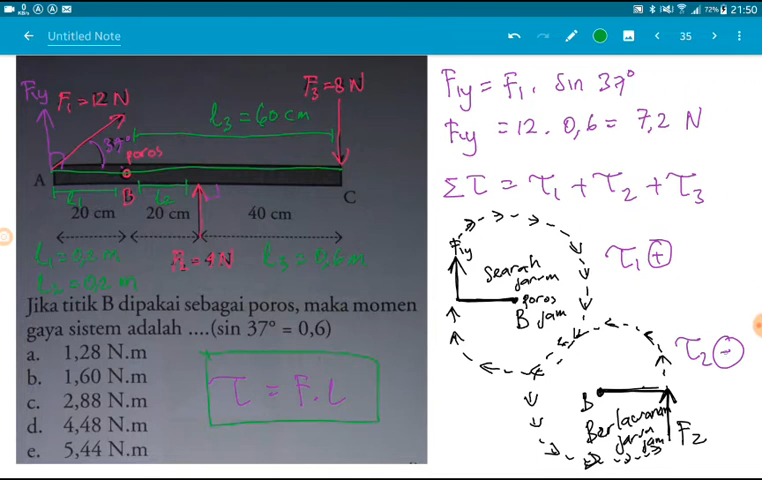 0 KB/s
72% 21:50
Untitled Note
35
F1y
F1=12 N
F3=8 N
l3=60 cm
37°
poros
A
B
C
l1
l2
20 cm
20 cm
40 cm
l1=0,2 m
F2=4N
l3=0,6 m
l2=0,2 m
Jika titik B dipakai sebagai poros, maka momen
gaya sistem adalah ....(sin 37° = 0,6)
a. 1,28 N.m
b. 1,60 N.m
c. 2,88 N.m
d. 4,48 N.m
e. 5,44 N.m
τ = F.l
F1y = F1. sin 37°
F1y = 12. 0,6 = 7,2 N
Στ = τ1 + τ2 + τ3
F1y
Searah
jarum
jam
poros
B
τ1 (+)
τ2 (-)
B
Berlawanan
jarum
jam
F2